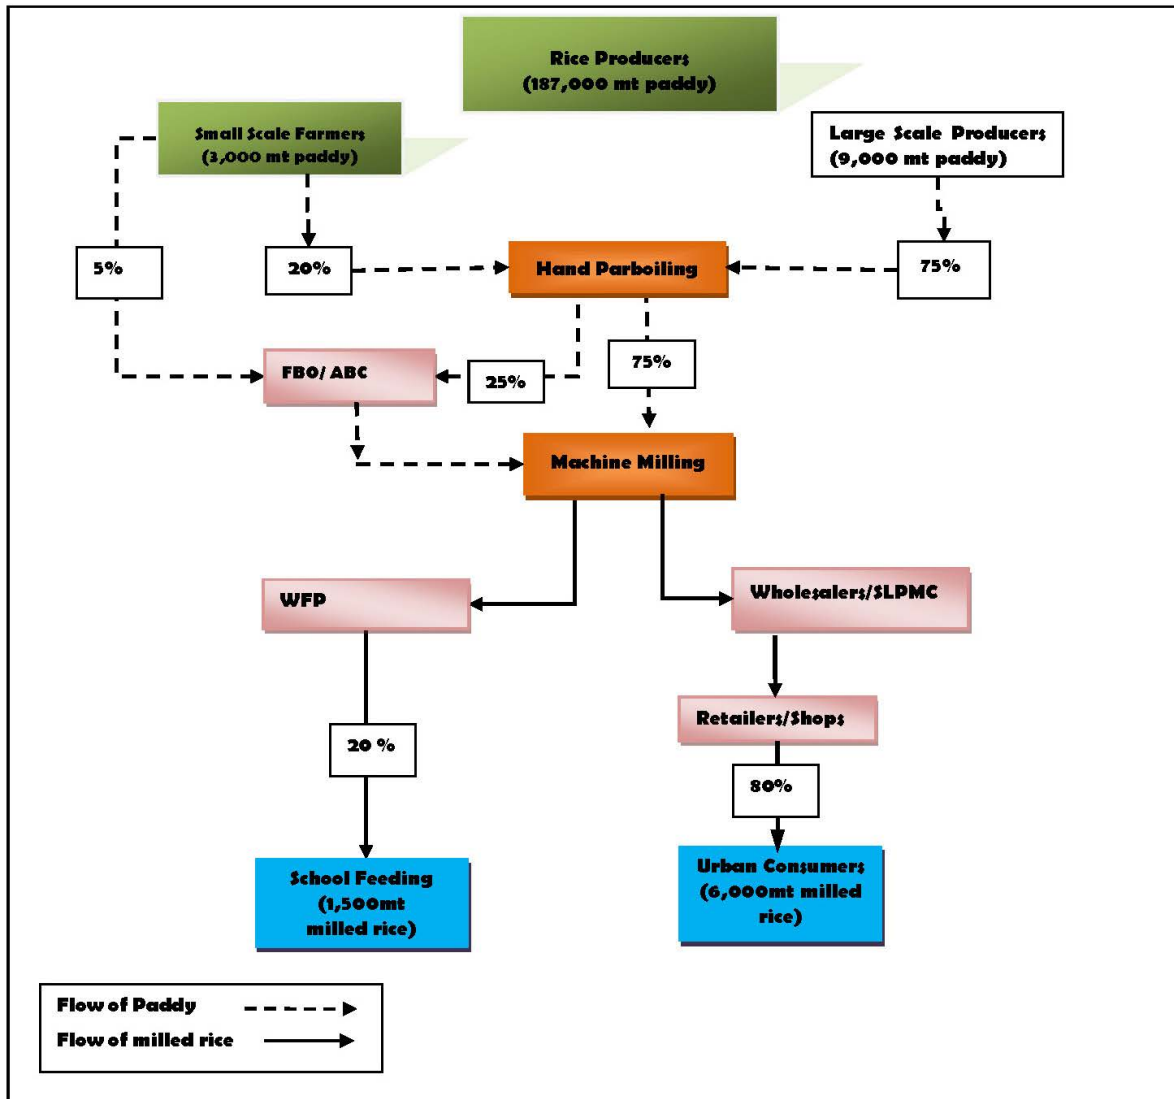 Rice Producers
(187,000 mt paddy)
Small Scale Farmers
(3,000 mt paddy)
Large Scale Producers
(9,000 mt paddy)
5%
20%
Hand Parboiling
75%
FBO/ ABC
25%
75%
Machine Milling
WFP
Wholesalers/SLPMC
Retailers/Shops
20 %
80%
School Feeding
(1,500mt
milled rice)
Urban Consumers
(6,000mt milled
rice)
Flow of Paddy
Flow of milled rice